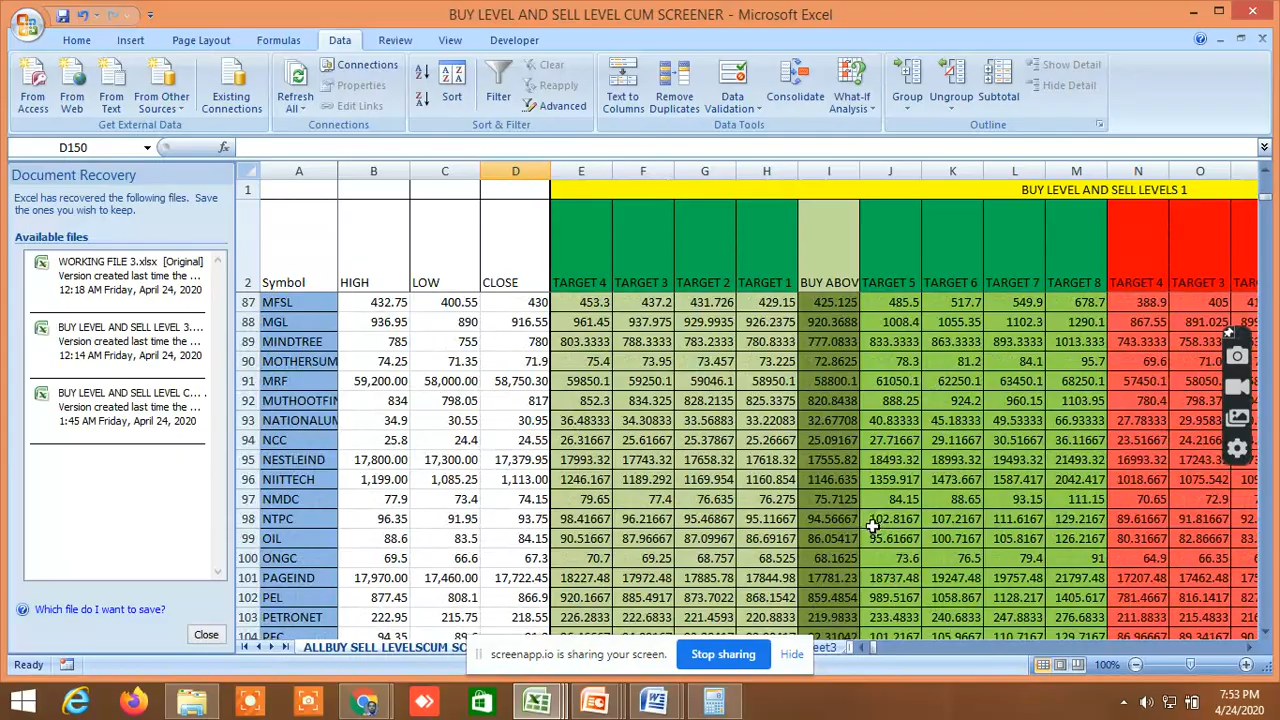 BUY LEVEL AND SELL LEVEL CUM SCREENER - Microsoft Excel
Home Insert Page Layout Formulas Data Review View Developer
From Access
From Web
From Text
From Other Sources
Existing Connections
Get External Data
Refresh All
Connections
Properties
Edit Links
Connections
Sort
Filter
Clear
Reapply
Advanced
Sort & Filter
Text to Columns
Remove Duplicates
Data Validation
Consolidate
What-If Analysis
Data Tools
Group
Ungroup
Subtotal
Show Detail
Hide Detail
Outline
D150 fx
Document Recovery
Excel has recovered the following files. Save
the ones you wish to keep.
Available files
WORKING FILE 3.xlsx [Original]
Version created last time the ...
12:18 AM Friday, April 24, 2020
BUY LEVEL AND SELL LEVEL 3....
Version created last time the ...
12:14 AM Friday, April 24, 2020
BUY LEVEL AND SELL LEVEL C... .
Version created last time the ...
1:45 AM Friday, April 24, 2020
Which file do I want to save?
Close
A B C D E F G H I J K L M N O
1 BUY LEVEL AND SELL LEVELS 1
2 Symbol HIGH LOW CLOSE TARGET 4 TARGET 3 TARGET 2 TARGET 1 BUY ABOV TARGET 5 TARGET 6 TARGET 7 TARGET 8 TARGET 4 TARGET 3 TAR
87 MFSL 432.75 400.55 430 453.3 437.2 431.726 429.15 425.125 485.5 517.7 549.9 678.7 388.9 405 41
88 MGL 936.95 890 916.55 961.45 937.975 929.9935 926.2375 920.3688 1008.4 1055.35 1102.3 1290.1 867.55 891.025 899
89 MINDTREE 785 755 780 803.3333 788.3333 783.2333 780.8333 777.0833 833.3333 863.3333 893.3333 1013.333 743.3333 758.333
90 MOTHERSUM 74.25 71.35 71.9 75.4 73.95 73.457 73.225 72.8625 78.3 81.2 84.1 95.7 69.6 71.0
91 MRF 59,200.00 58,000.00 58,750.30 59850.1 59250.1 59046.1 58950.1 58800.1 61050.1 62250.1 63450.1 68250.1 57450.1 58050.
92 MUTHOOTFIN 834 798.05 817 852.3 834.325 828.2135 825.3375 820.8438 888.25 924.2 960.15 1103.95 780.4 798.37
93 NATIONALUM 34.9 30.55 30.95 36.48333 34.30833 33.56883 33.22083 32.67708 40.83333 45.18333 49.53333 66.93333 27.78333 29.9583
94 NCC 25.8 24.4 24.55 26.31667 25.61667 25.37867 25.26667 25.09167 27.71667 29.11667 30.51667 36.11667 23.51667 24.216
95 NESTLEIND 17,800.00 17,300.00 17,379.95 17993.32 17743.32 17658.32 17618.32 17555.82 18493.32 18993.32 19493.32 21493.32 16993.32 17243.
96 NIITTECH 1,199.00 1,085.25 1,113.00 1246.167 1189.292 1169.954 1160.854 1146.635 1359.917 1473.667 1587.417 2042.417 1018.667 1075.542 109
97 NMDC 77.9 73.4 74.15 79.65 77.4 76.635 76.275 75.7125 84.15 88.65 93.15 111.15 70.65 72.9 7
98 NTPC 96.35 91.95 93.75 98.41667 96.21667 95.46867 95.11667 94.56667 102.8167 107.2167 111.6167 129.2167 89.61667 91.81667 92.
99 OIL 88.6 83.5 84.15 90.51667 87.96667 87.09967 86.69167 86.05417 95.61667 100.7167 105.8167 126.2167 80.31667 82.86667 83.
100 ONGC 69.5 66.6 67.3 70.7 69.25 68.757 68.525 68.1625 73.6 76.5 79.4 91 64.9 66.35 6
101 PAGEIND 17,970.00 17,460.00 17,722.45 18227.48 17972.48 17885.78 17844.98 17781.23 18737.48 19247.48 19757.48 21797.48 17207.48 17462.48 175
102 PEL 877.45 808.1 866.9 920.1667 885.4917 873.7022 868.1542 859.4854 989.5167 1058.867 1128.217 1405.617 781.4667 816.1417 82
103 PETRONET 226.75 215.75 218.55 226.2833 222.6833 221.4593 220.8833 219.9833 233.4833 240.6833 247.8833 276.6833 211.8833 215.4833 21
ALLBUY SELL LEVELSCUM SC
screenapp.io is sharing your screen. Stop sharing Hide
Ready 100%
7:53 PM
4/24/2020